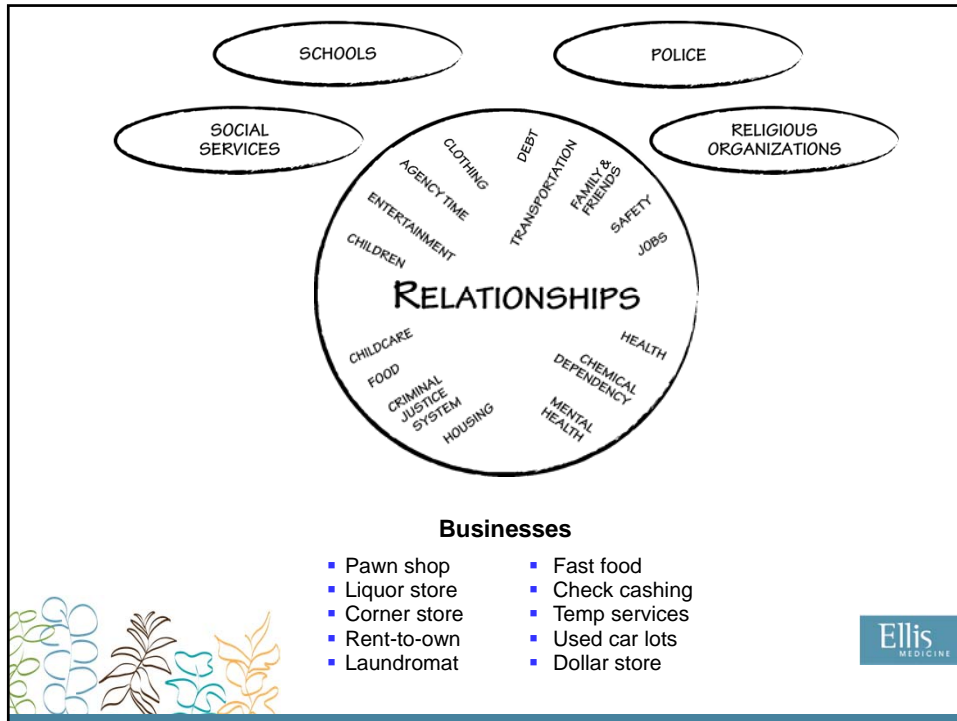 SCHOOLS
POLICE
SOCIAL
SERVICES
RELIGIOUS
ORGANIZATIONS
CHILDREN
ENTERTAINMENT
AGENCY TIME
CLOTHING
DEBT
TRANSPORTATION
FAMILY &
FRIENDS
SAFETY
JOBS
RELATIONSHIPS
CHILDCARE
FOOD
CRIMINAL
JUSTICE
SYSTEM
HOUSING
MENTAL
HEALTH
CHEMICAL
DEPENDENCY
HEALTH
Businesses
▪ Pawn shop
▪ Liquor store
▪ Corner store
▪ Rent-to-own
▪ Laundromat
▪ Fast food
▪ Check cashing
▪ Temp services
▪ Used car lots
▪ Dollar store
Ellis
MEDICINE